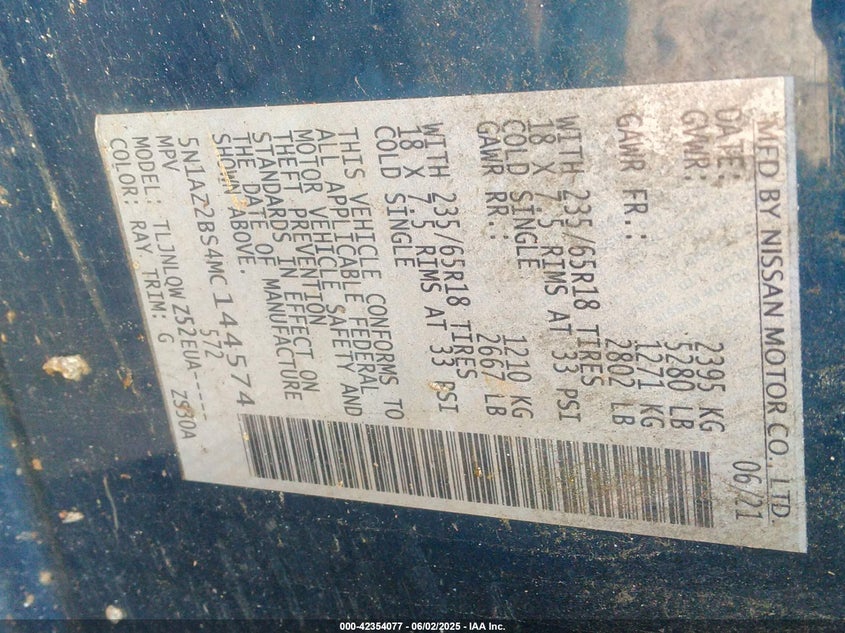 MFD BY NISSAN MOTOR CO., LTD.
DATE: 06/21
GVWR: 2395 KG
5280 LB
GAWR FR.: 1271 KG
2802 LB
WITH 235/65R18 TIRES
18 X 7.5 RIMS AT 33 PSI
COLD SINGLE
GAWR RR.: 1210 KG
2667 LB
WITH 235/65R18 TIRES
18 X 7.5 RIMS AT 33 PSI
COLD SINGLE
THIS VEHICLE CONFORMS TO
ALL APPLICABLE FEDERAL
MOTOR VEHICLE SAFETY AND
THEFT PREVENTION
STANDARDS IN EFFECT ON
THE DATE OF MANUFACTURE
SHOWN ABOVE.
5N1AZ2BS4MC144574
MPV 572
MODEL: TLJNLQW Z52EUA-----
COLOR: RAY TRIM: G ZS30A
000-42354077 - 06/02/2025 - IAA Inc.